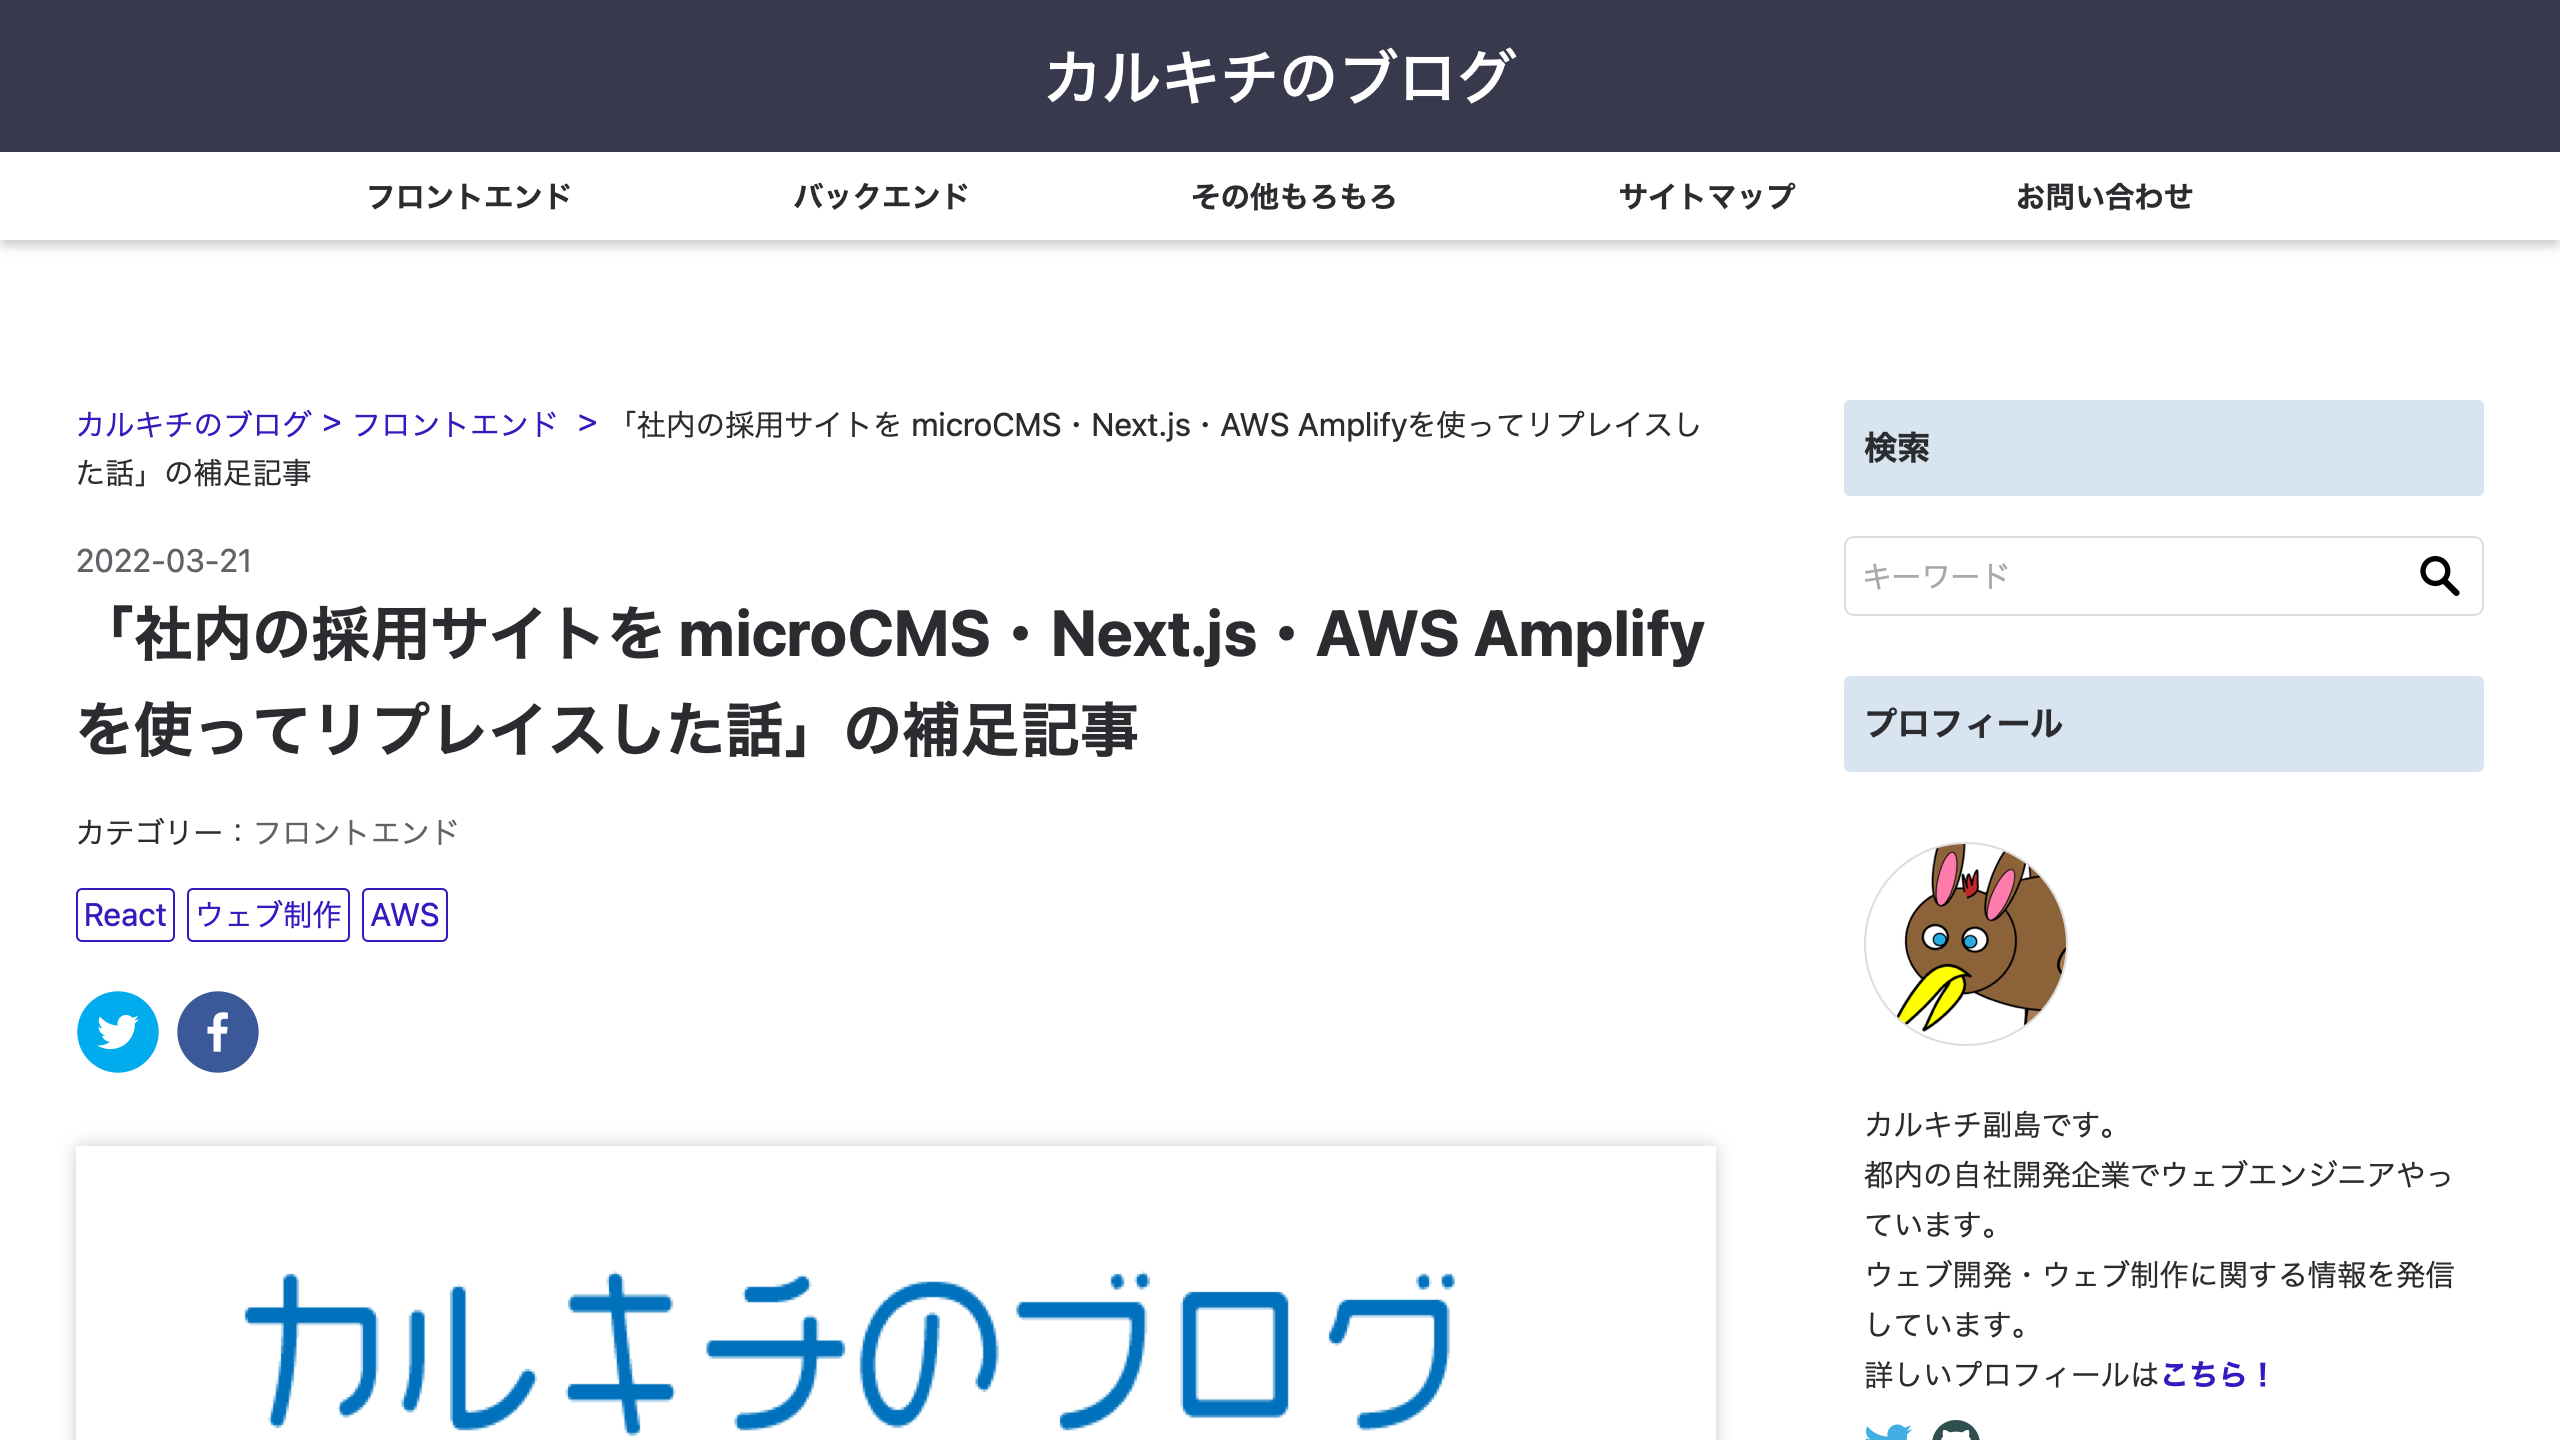 カルキチのブログ
フロントエンド バックエンド その他もろもろ サイトマップ お問い合わせ
カルキチのブログ > フロントエンド > 「社内の採用サイトを microCMS・Next.js・AWS Amplifyを使ってリプレイスし
た話」の補足記事
2022-03-21
「社内の採用サイトを microCMS・Next.js・AWS Amplify
を使ってリプレイスした話」の補足記事
カテゴリー：フロントエンド
React ウェブ制作 AWS
カルキチのブログ
検索
キーワード
プロフィール
カルキチ副島です。
都内の自社開発企業でウェブエンジニアやっ
ています。
ウェブ開発・ウェブ制作に関する情報を発信
しています。
詳しいプロフィールはこちら！